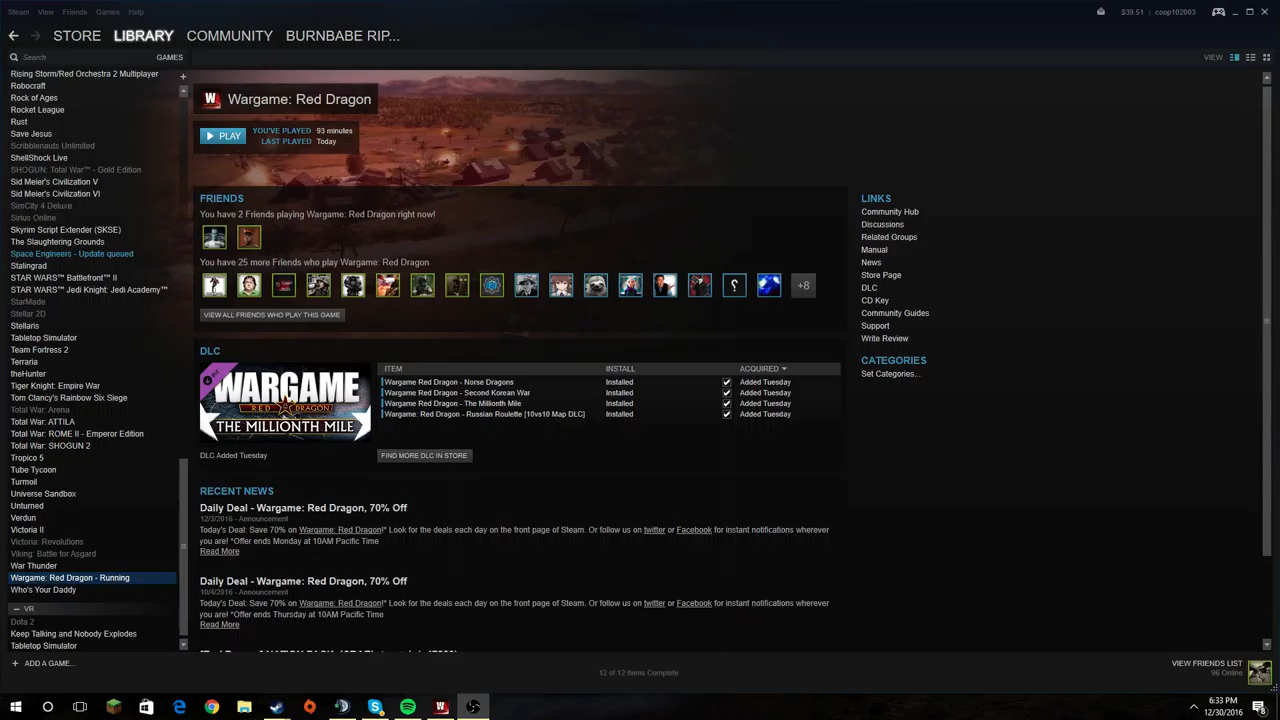 Steam View Friends Games Help
$39.51 coop102003
STORE LIBRARY COMMUNITY BURNBABE RIP...
Search GAMES
VIEW
Rising Storm/Red Orchestra 2 Multiplayer
Robocraft
Rock of Ages
Rocket League
Rust
Save Jesus
Scribblenauts Unlimited
ShellShock Live
SHOGUN: Total War™ - Gold Edition
Sid Meier's Civilization V
Sid Meier's Civilization VI
SimCity 4 Deluxe
Sirius Online
Skyrim Script Extender (SKSE)
The Slaughtering Grounds
Space Engineers - Update queued
Stalingrad
STAR WARS™ Battlefront™ II
STAR WARS™ Jedi Knight: Jedi Academy™
StarMade
Stellar 2D
Stellaris
Tabletop Simulator
Team Fortress 2
Terraria
theHunter
Tiger Knight: Empire War
Tom Clancy's Rainbow Six Siege
Total War: Arena
Total War: ATTILA
Total War: ROME II - Emperor Edition
Total War: SHOGUN 2
Tropico 5
Tube Tycoon
Turmoil
Universe Sandbox
Unturned
Verdun
Victoria II
Victoria: Revolutions
Viking: Battle for Asgard
War Thunder
Wargame: Red Dragon - Running
Who's Your Daddy
VR
Dota 2
Keep Talking and Nobody Explodes
Tabletop Simulator
ADD A GAME...
W Wargame: Red Dragon
PLAY YOU'VE PLAYED 93 minutes
LAST PLAYED Today
FRIENDS
You have 2 Friends playing Wargame: Red Dragon right now!
You have 25 more Friends who play Wargame: Red Dragon
?
+8
VIEW ALL FRIENDS WHO PLAY THIS GAME
DLC
DLC
WARGAME
RED DRAGON
THE MILLIONTH MILE
DLC Added Tuesday
ITEM INSTALL ACQUIRED
Wargame Red Dragon - Norse Dragons Installed Added Tuesday
Wargame Red Dragon - Second Korean War Installed Added Tuesday
Wargame Red Dragon - The Millionth Mile Installed Added Tuesday
Wargame: Red Dragon - Russian Roulette [10vs10 Map DLC] Installed Added Tuesday
FIND MORE DLC IN STORE
RECENT NEWS
Daily Deal - Wargame: Red Dragon, 70% Off
12/3/2016 - Announcement
Today's Deal: Save 70% on Wargame: Red Dragon!* Look for the deals each day on the front page of Steam. Or follow us on twitter or Facebook for instant notifications wherever
you are! *Offer ends Monday at 10AM Pacific Time
Read More
Daily Deal - Wargame: Red Dragon, 70% Off
10/4/2016 - Announcement
Today's Deal: Save 70% on Wargame: Red Dragon!* Look for the deals each day on the front page of Steam. Or follow us on twitter or Facebook for instant notifications wherever
you are! *Offer ends Thursday at 10AM Pacific Time
Read More
LINKS
Community Hub
Discussions
Related Groups
Manual
News
Store Page
DLC
CD Key
Community Guides
Support
Write Review
CATEGORIES
Set Categories...
12 of 12 Items Complete
VIEW FRIENDS LIST
96 Online
6:33 PM
12/30/2016
8